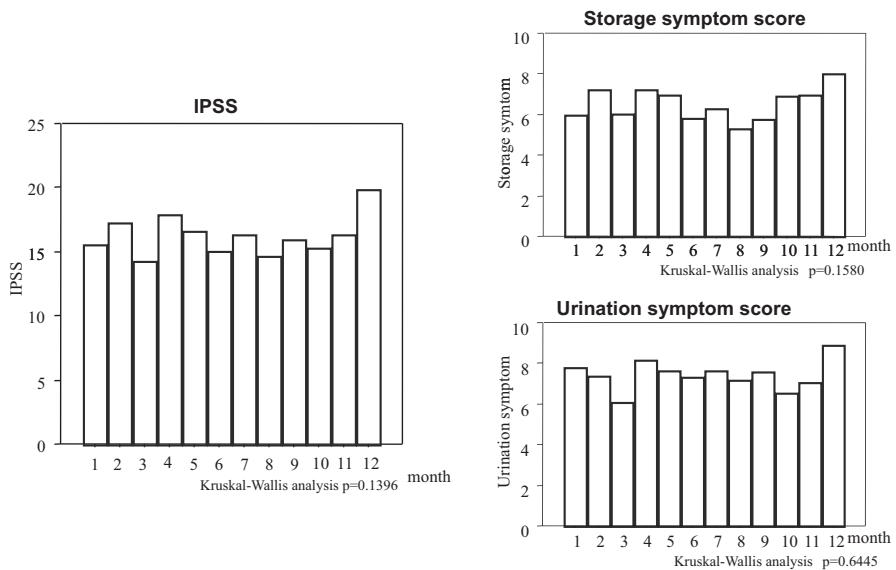 IPSS
25
20
15
10
5
0
IPSS
1 2 3 4 5 6 7 8 9 10 11 12 month
Kruskal-Wallis analysis p=0.1396
Storage symptom score
10
8
6
4
2
0
Storage symtom
1 2 3 4 5 6 7 8 9 10 11 12 month
Kruskal-Wallis analysis p=0.1580
Urination symptom score
10
8
6
4
2
0
Urination symptom
1 2 3 4 5 6 7 8 9 10 11 12 month
Kruskal-Wallis analysis p=0.6445